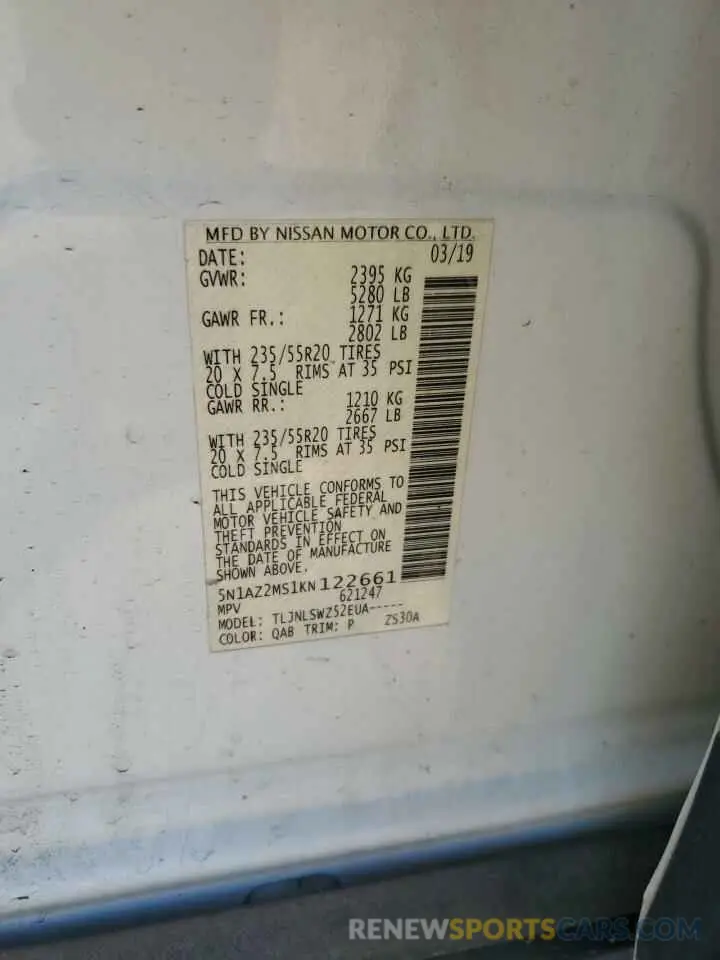 MFD BY NISSAN MOTOR CO., LTD.
DATE: 03/19
GVWR: 2395 KG
5280 LB
GAWR FR.: 1271 KG
2802 LB
WITH 235/55R20 TIRES
20 X 7.5 RIMS AT 35 PSI
COLD SINGLE
GAWR RR.: 1210 KG
2667 LB
WITH 235/55R20 TIRES
20 X 7.5 RIMS AT 35 PSI
COLD SINGLE
THIS VEHICLE CONFORMS TO
ALL APPLICABLE FEDERAL
MOTOR VEHICLE SAFETY AND
THEFT PREVENTION
STANDARDS IN EFFECT ON
THE DATE OF MANUFACTURE
SHOWN ABOVE.
5N1AZ2MS1KN122661
MPV 621247
MODEL: TLJNLSWZ52EUA-----
COLOR: QAB TRIM: P ZS30A
RENEWSPORTSCARS.COM